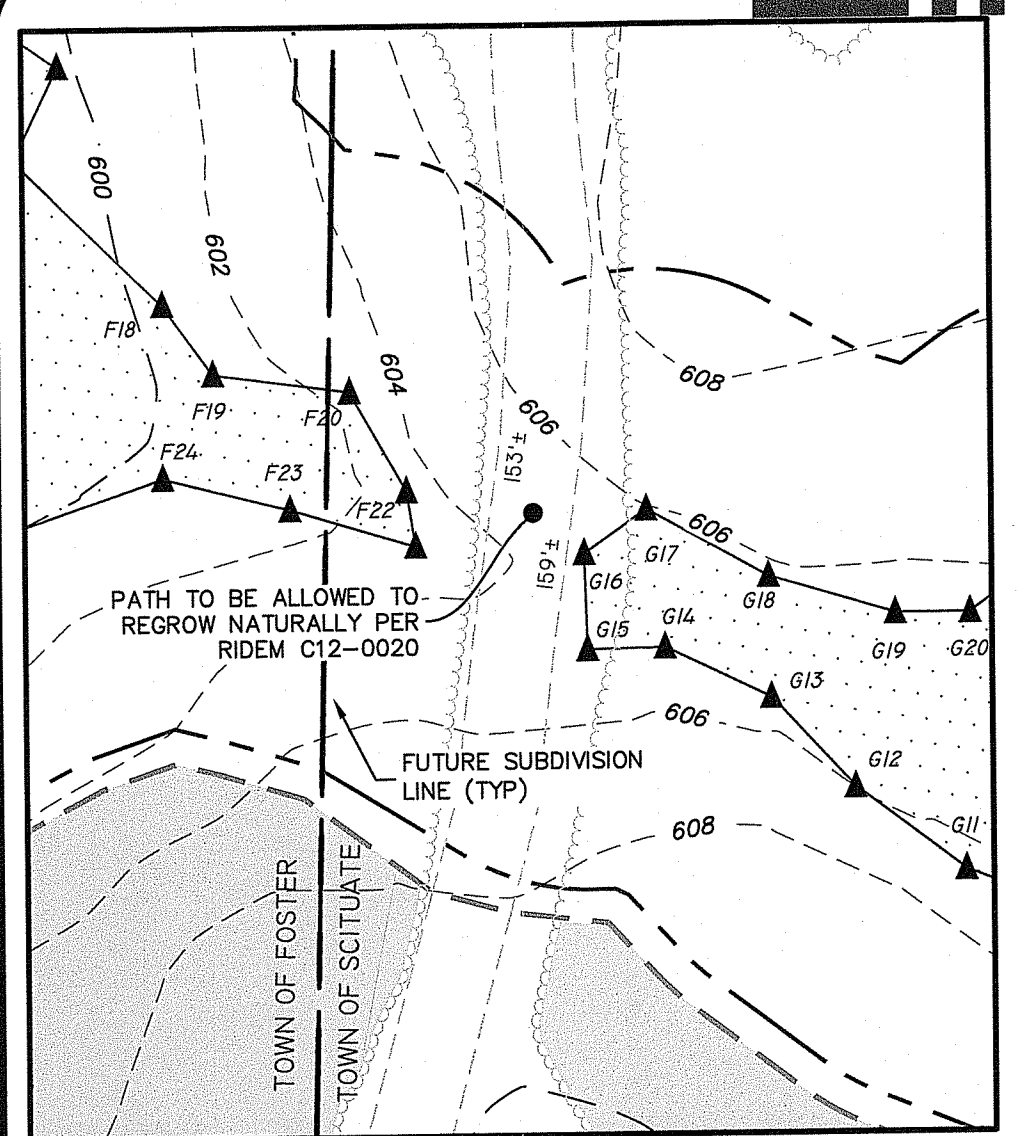 600
602
604
606
608
F18
F19
F20
153'±
F24
F23
/F22
606
159'±
G17
G16
G18
G15
G14
G19
G20
PATH TO BE ALLOWED TO
REGROW NATURALLY PER
RIDEM C12-0020
G13
606
FUTURE SUBDIVISION
LINE (TYP)
G12
608
G11
TOWN OF FOSTER
TOWN OF SCITUATE